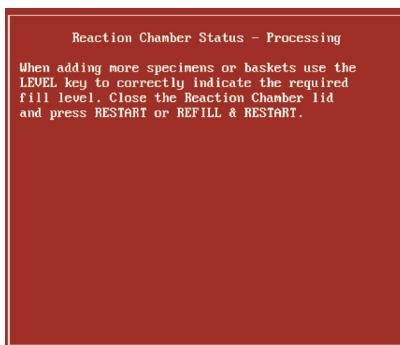 Reaction Chamber Status - Processing
When adding more specimens or baskets use the
LEVEL key to correctly indicate the required
fill level. Close the Reaction Chamber lid
and press RESTART or REFILL & RESTART.